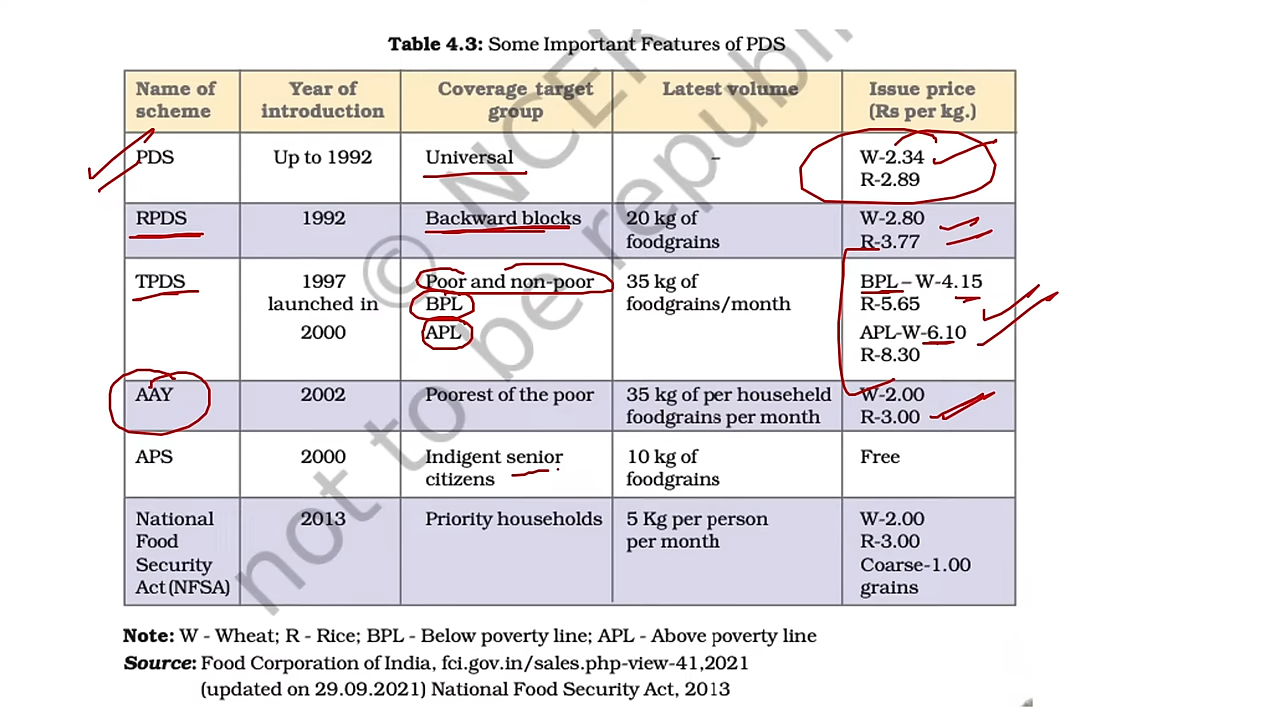 Table 4.3: Some Important Features of PDS
Name of scheme | Year of introduction | Coverage target group | Latest volume | Issue price (Rs per kg.)
PDS | Up to 1992 | Universal | – | W-2.34 R-2.89
RPDS | 1992 | Backward blocks | 20 kg of foodgrains | W-2.80 R-3.77
TPDS | 1997 launched in 2000 | Poor and non-poor BPL APL | 35 kg of foodgrains/month | BPL – W-4.15 R-5.65 APL-W-6.10 R-8.30
AAY | 2002 | Poorest of the poor | 35 kg of per househeld foodgrains per month | W-2.00 R-3.00
APS | 2000 | Indigent senior citizens | 10 kg of foodgrains | Free
National Food Security Act (NFSA) | 2013 | Priority households | 5 Kg per person per month | W-2.00 R-3.00 Coarse-1.00 grains
Note: W - Wheat; R - Rice; BPL - Below poverty line; APL - Above poverty line
Source: Food Corporation of India, fci.gov.in/sales.php-view-41,2021
(updated on 29.09.2021) National Food Security Act, 2013
© NCER
not to be republi